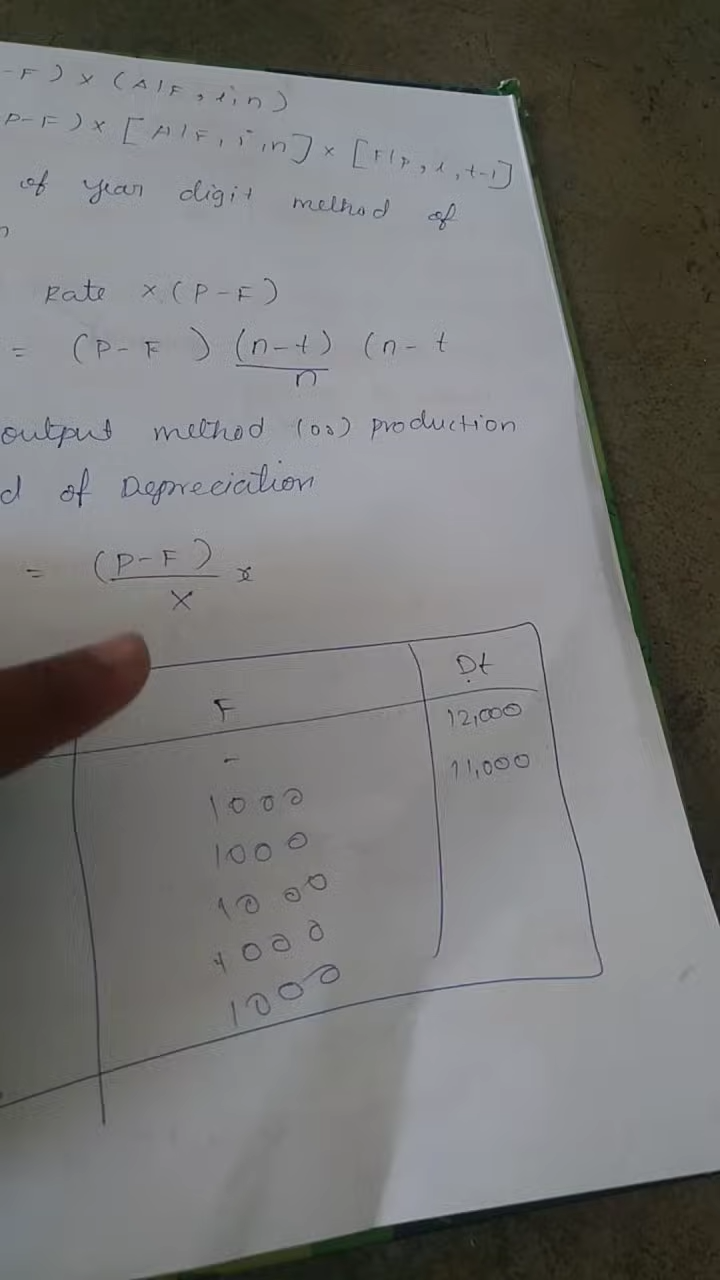 -F) × (A/F, i, n)
P-F) × [A/F, i, n] × [F/P, i, t-1]
of year digit method of
n
Rate × (P-F)
= (P-F) (n-t)/n (n-t
output method (or) production
d of Depreciation
= (P-F)/X x
F Dt
- 12,000
1000 11,000
1000
1000
1000
1000